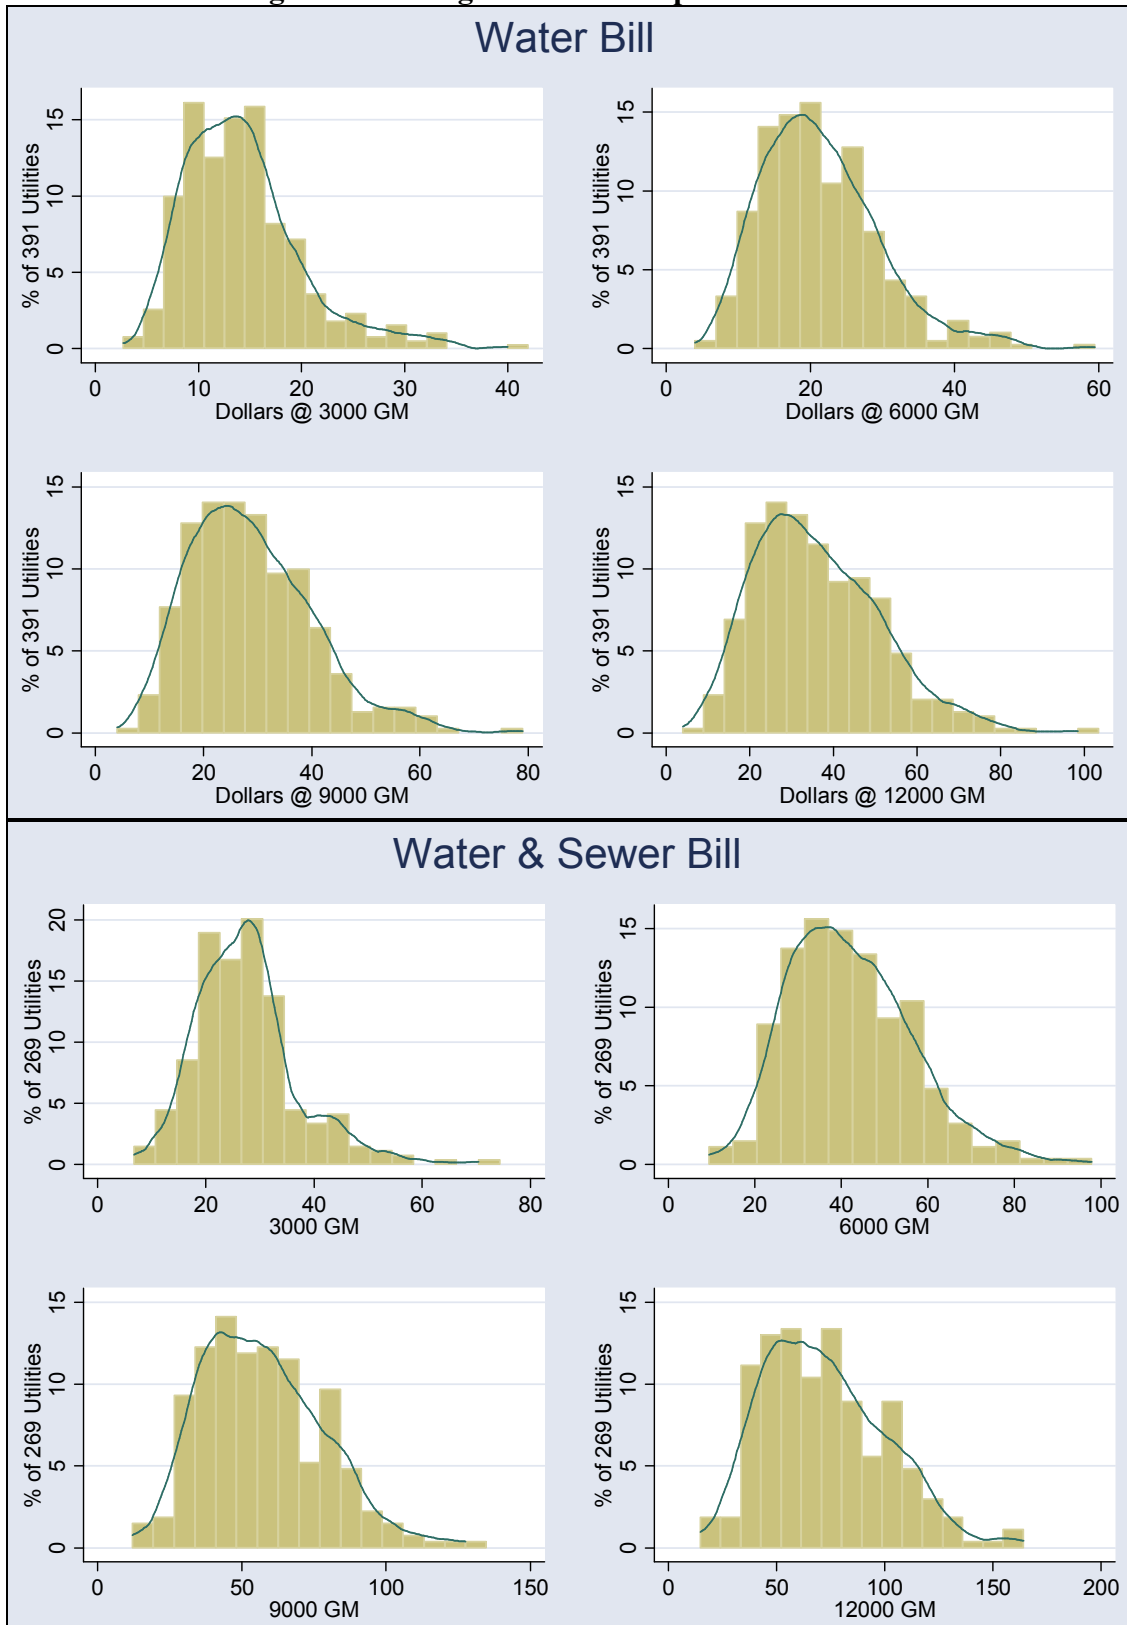 Water Bill
% of 391 Utilities
0 5 10 15
0 10 20 30 40
Dollars @ 3000 GM
% of 391 Utilities
0 5 10 15
0 20 40 60
Dollars @ 6000 GM
% of 391 Utilities
0 5 10 15
0 20 40 60 80
Dollars @ 9000 GM
% of 391 Utilities
0 5 10 15
0 20 40 60 80 100
Dollars @ 12000 GM
Water & Sewer Bill
% of 269 Utilities
0 5 10 15 20
0 20 40 60 80
3000 GM
% of 269 Utilities
0 5 10 15
0 20 40 60 80 100
6000 GM
% of 269 Utilities
0 5 10 15
0 50 100 150
9000 GM
% of 269 Utilities
0 5 10 15
0 50 100 150 200
12000 GM